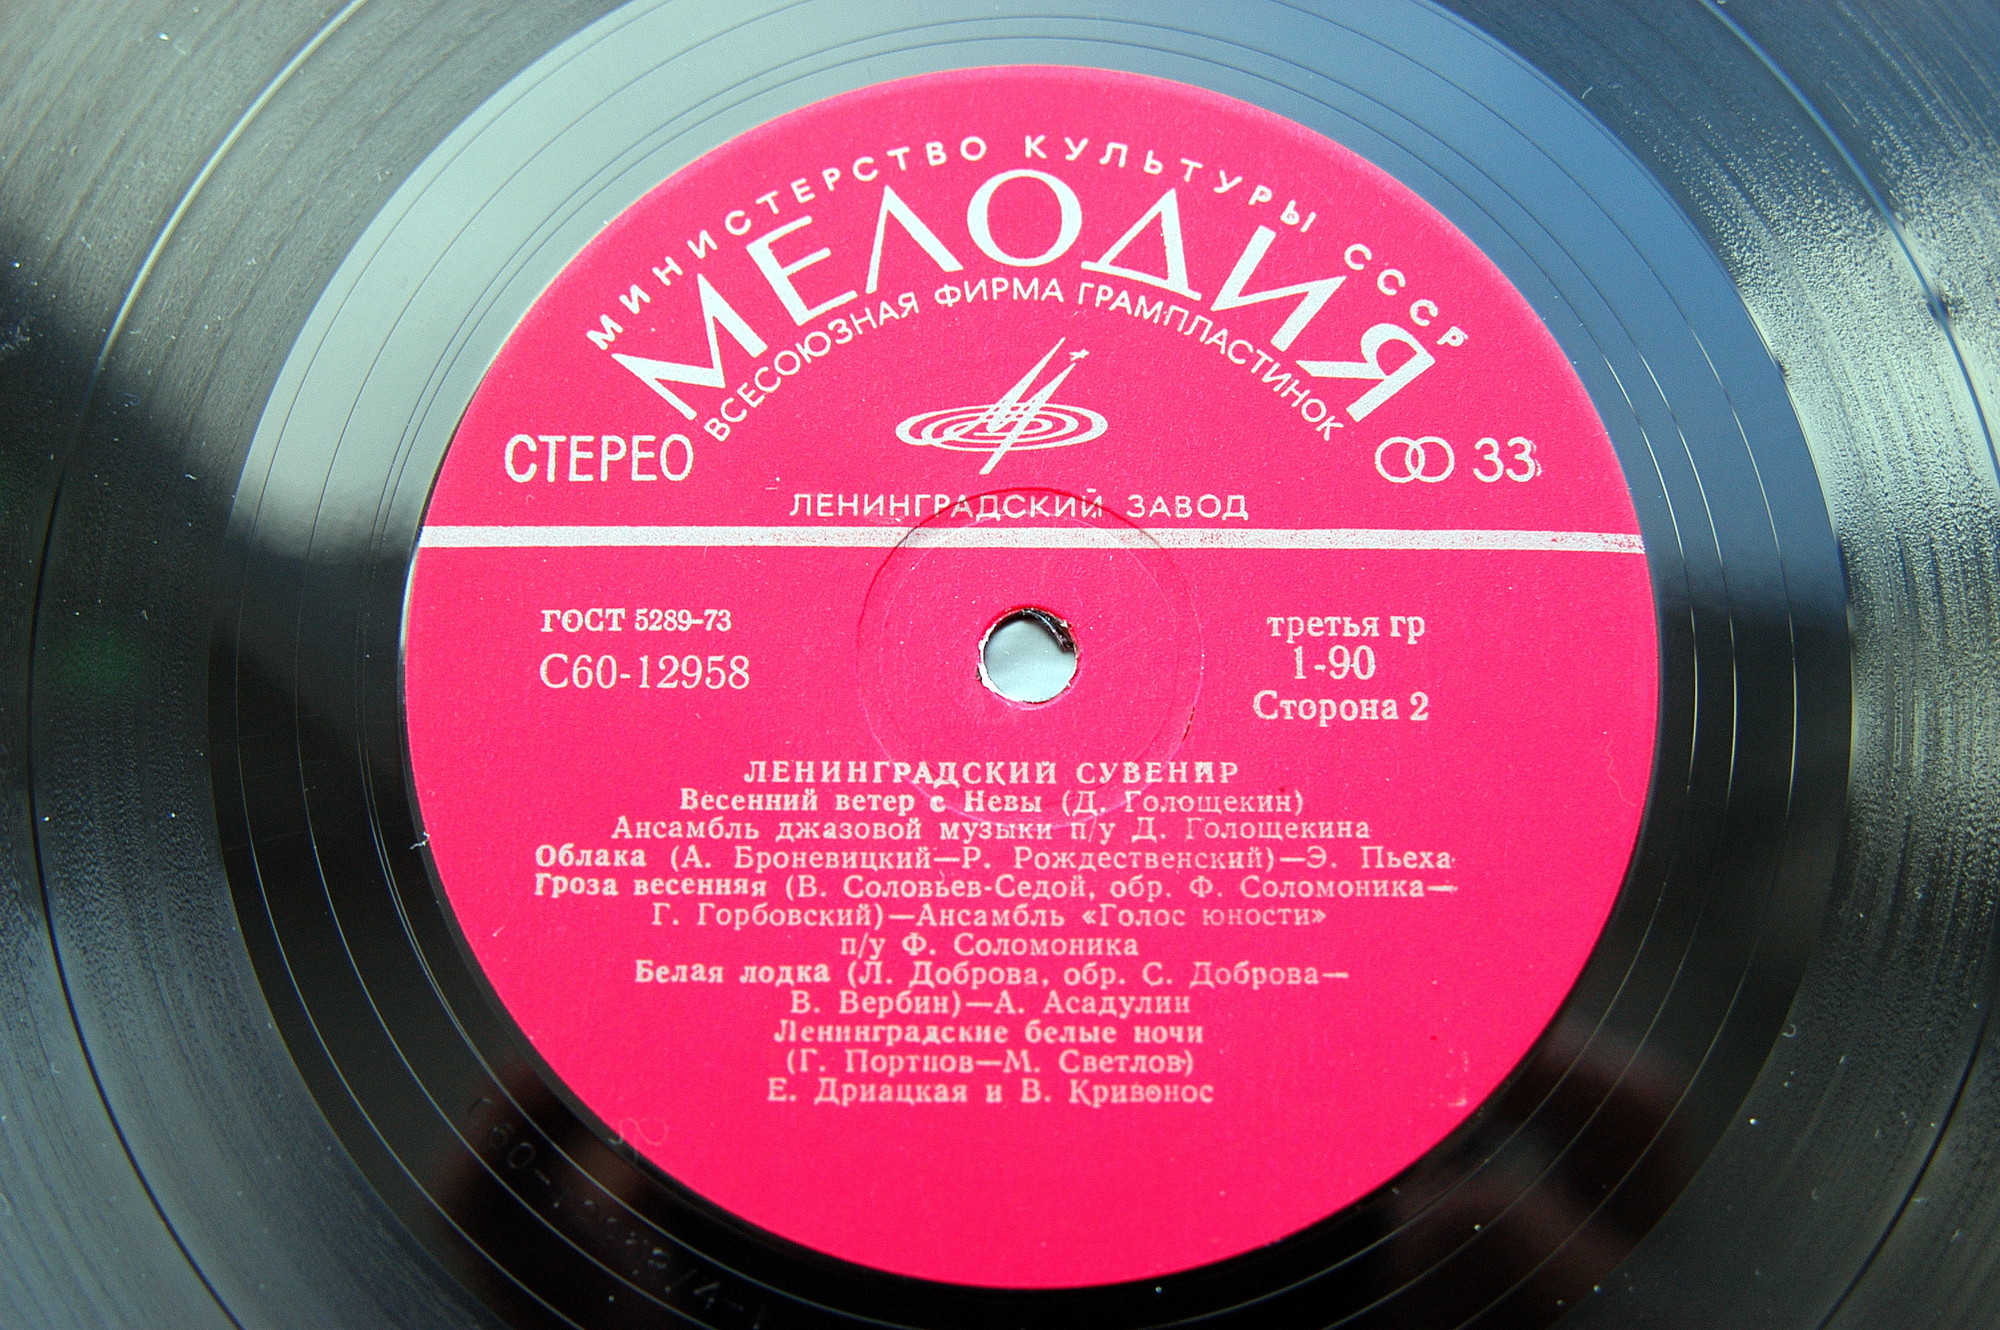 МИНИСТЕРСТВО КУЛЬТУРЫ СССР
МЕЛОДИЯ
ВСЕСОЮЗНАЯ ФИРМА ГРАМПЛАСТИНОК
СТЕРЕО
33
ЛЕНИНГРАДСКИЙ ЗАВОД
ГОСТ 5289-73
С60-12958
третья гр
1-90
Сторона 2
ЛЕНИНГРАДСКИЙ СУВЕНИР
Весенний ветер с Невы (Д. Голощекин)
Ансамбль джазовой музыки п/у Д. Голощекина
Облака (А. Броневицкий—Р. Рождественский)—Э. Пьеха
Гроза весенняя (В. Соловьев-Седой, обр. Ф. Соломоника—
Г. Горбовский)—Ансамбль «Голос юности»
п/у Ф. Соломоника
Белая лодка (Л. Доброва, обр. С. Доброва—
В. Вербин)—А. Асадулин
Ленинградские белые ночи
(Г. Портнов—М. Светлов)
Е. Дриацкая и В. Кривонос